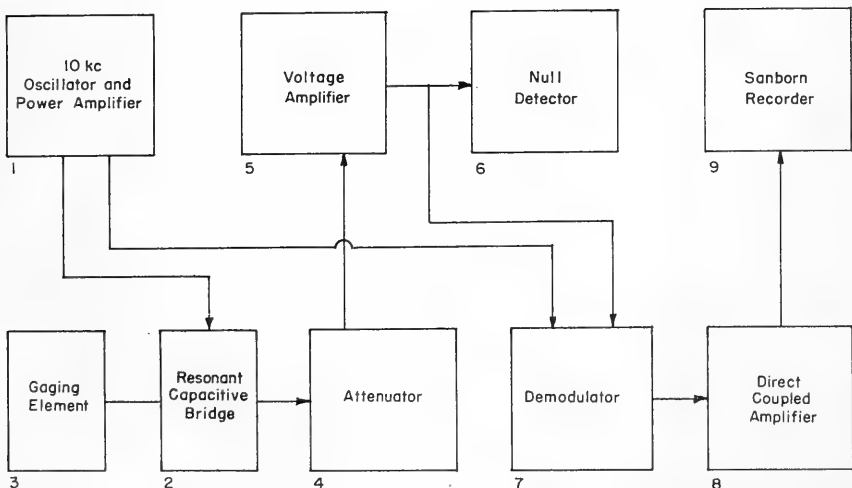 10 kc
Oscillator and
Power Amplifier
1
Voltage
Amplifier
5
Null
Detector
6
Sanborn
Recorder
9
Gaging
Element
3
Resonant
Capacitive
Bridge
2
Attenuator
4
Demodulator
7
Direct
Coupled
Amplifier
8